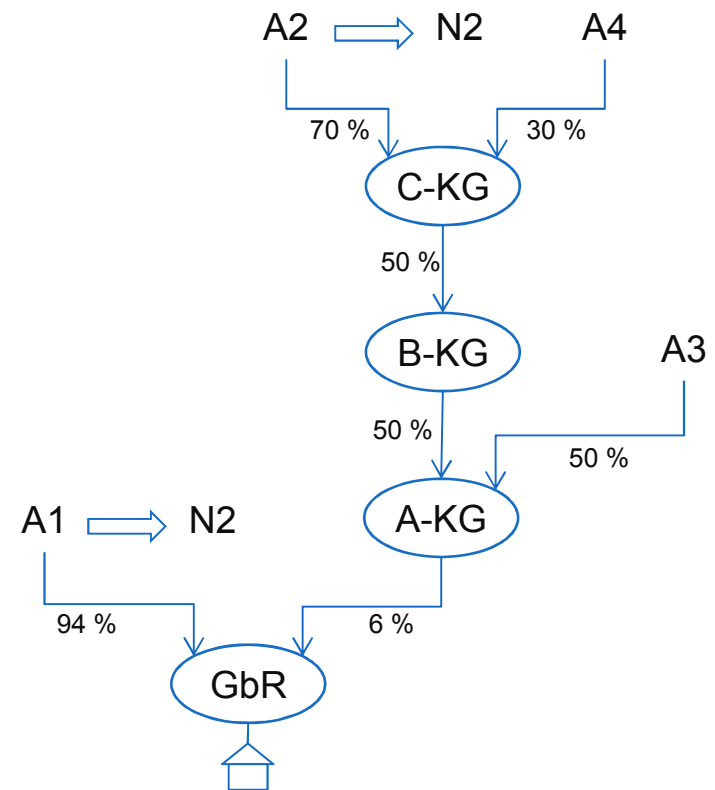 A2 N2 A4
70 % 30 %
C-KG
50 %
B-KG
A3
50 %
50 %
A1 N2
A-KG
94 % 6 %
GbR